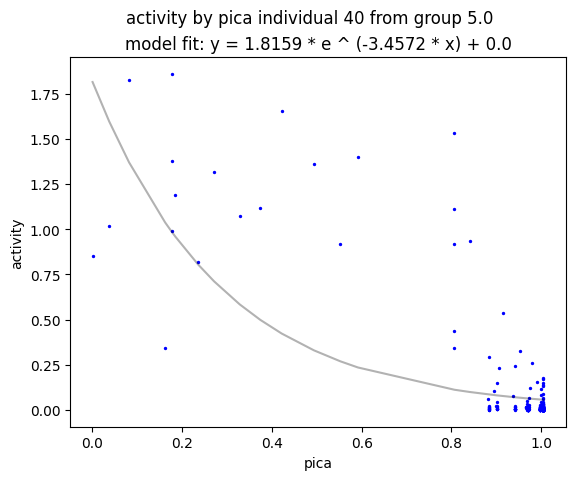 activity by pica individual 40 from group 5.0
model fit: y = 1.8159 * e ^ (-3.4572 * x) + 0.0
1.75
1.50
1.25
1.00
0.75
0.50
0.25
0.00
activity
0.0 0.2 0.4 0.6 0.8 1.0
pica